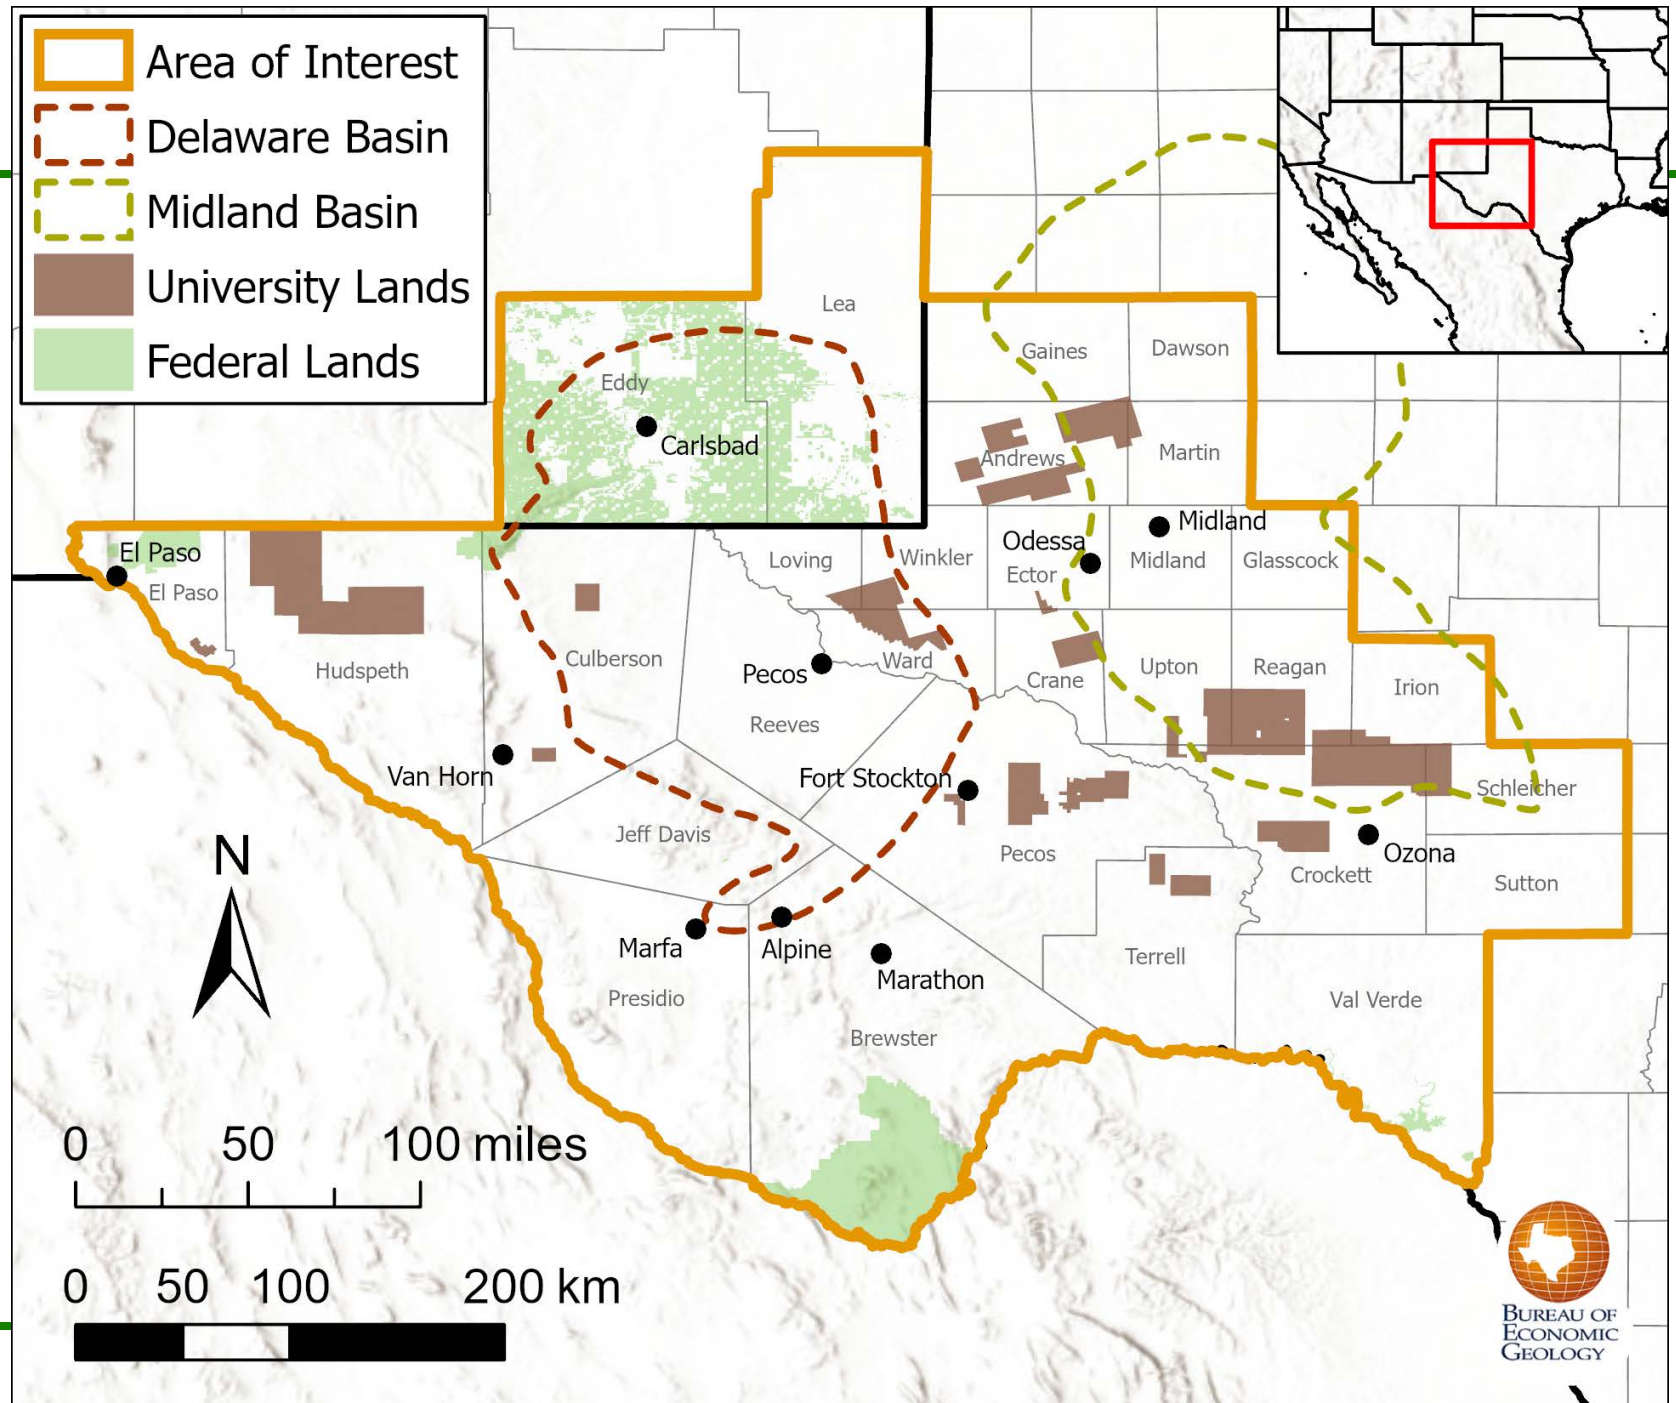 Area of Interest
Delaware Basin
Midland Basin
University Lands
Federal Lands
Lea
Gaines
Dawson
Eddy
Carlsbad
Andrews
Martin
El Paso
El Paso
Loving
Winkler
Odessa
Ector
Midland
Midland
Glasscock
Hudspeth
Culberson
Pecos
Reeves
Ward
Crane
Upton
Reagan
Irion
Van Horn
Fort Stockton
Schleicher
Jeff Davis
Pecos
Ozona
Crockett
Sutton
N
Marfa
Alpine
Marathon
Terrell
Presidio
Brewster
Val Verde
0 50 100 miles
0 50 100 200 km
BUREAU OF
ECONOMIC
GEOLOGY